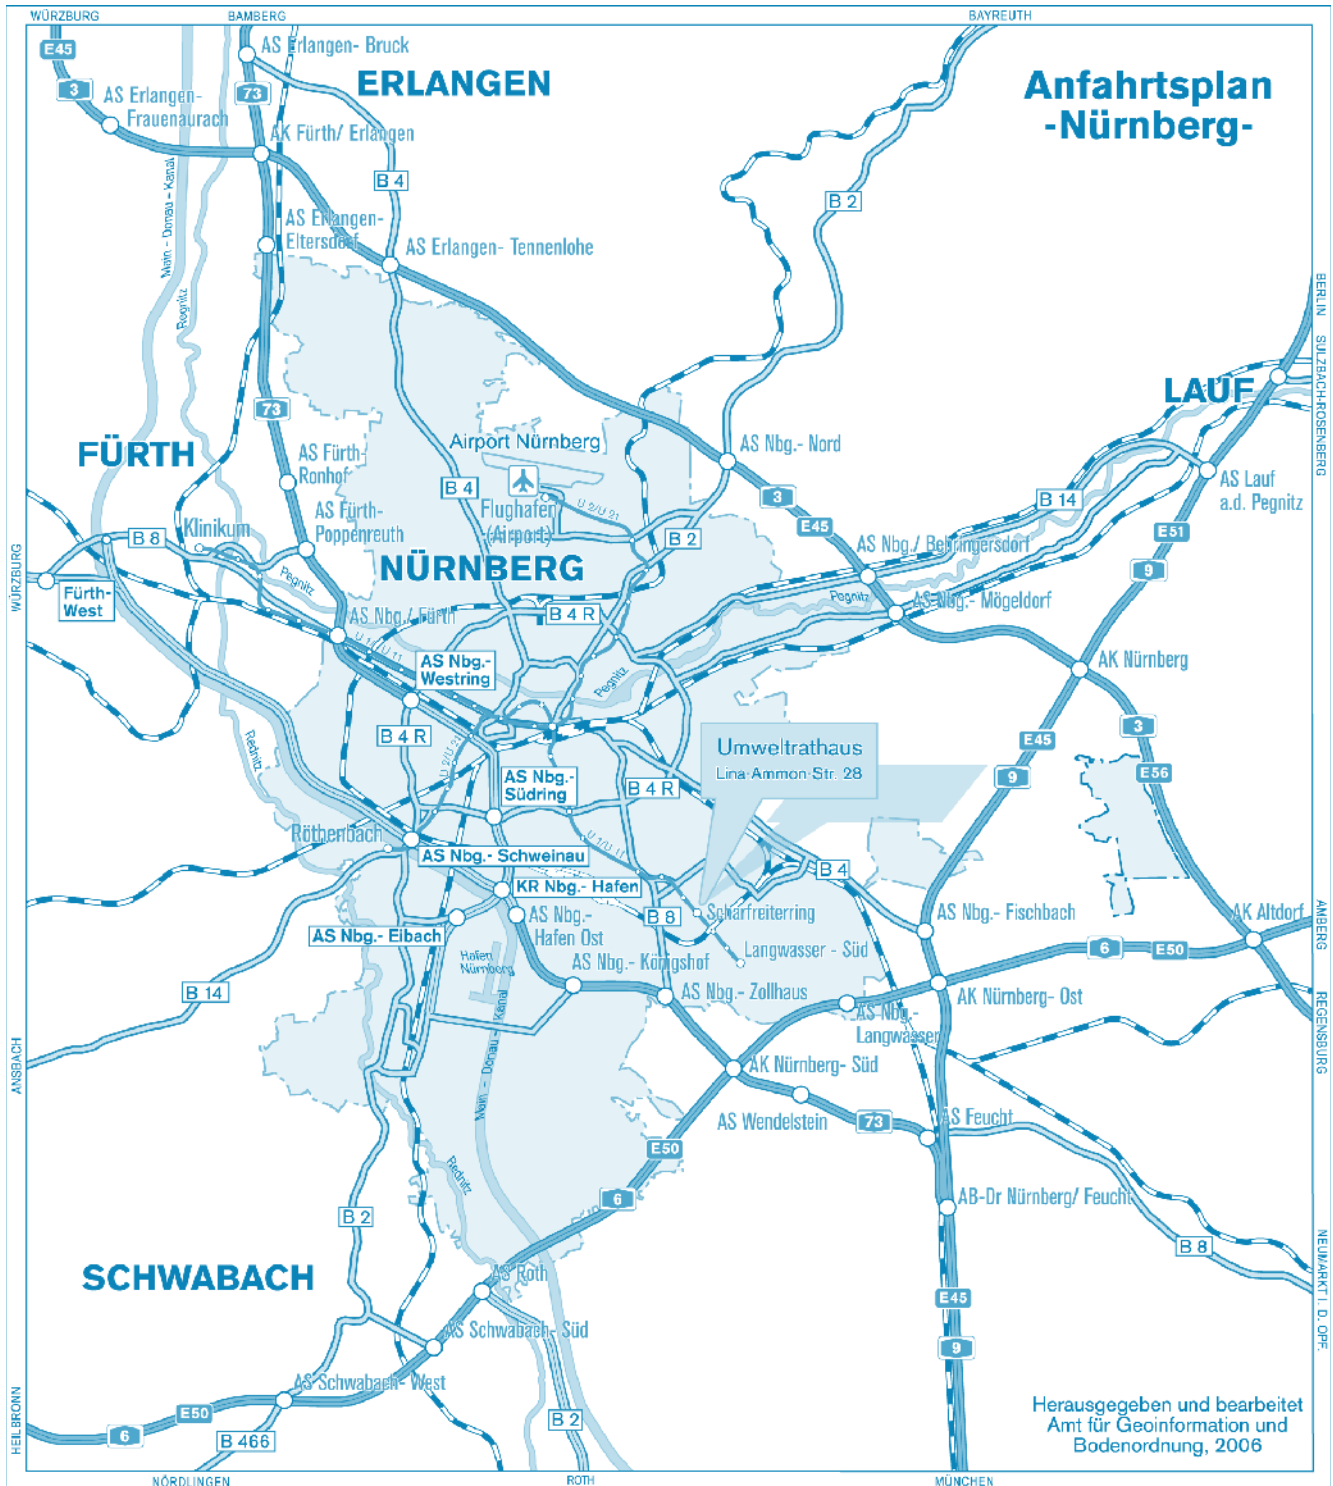 WÜRZBURG
BAMBERG
BAYREUTH
E45
3
AS Erlangen-
Frauenaurach
AS Erlangen- Bruck
73
ERLANGEN
Anfahrtsplan
-Nürnberg-
AK Fürth/ Erlangen
B 4
B 2
Main - Donau - Kanal
Regnitz
AS Erlangen-
Eltersdorf
AS Erlangen- Tennenlohe
BERLIN
SULZBACH-ROSENBERG
LAUF
73
FÜRTH
Airport Nürnberg
AS Nbg.- Nord
AS Fürth-
Ronhof
B 4
Flughafen
(Airport)
U 2/U 21
3
E45
B 14
AS Lauf
a.d. Pegnitz
E51
9
AS Fürth-
Poppenreuth
Klinikum
B 8
B 2
AS Nbg./ Behringersdorf
WÜRZBURG
Fürth-
West
Pegnitz
NÜRNBERG
Pegnitz
AS Nbg.- Mögeldorf
AS Nbg./ Fürth
B 4 R
U 1/U 11
AS Nbg.-
Westring
Pegnitz
AK Nürnberg
B 4 R
U 2/U 21
Rednitz
Umweltrathaus
Lina-Ammon-Str. 28
3
E45
E56
9
AS Nbg.-
Südring
B 4 R
Röthenbach
U 1/U 11
AS Nbg.- Schweinau
B 4
KR Nbg.- Hafen
AS Nbg.-
Hafen Ost
B 8
Scharfreiterring
AS Nbg.- Fischbach
AK Altdorf
AMBERG
AS Nbg.- Eibach
Hafen
Nürnberg
AS Nbg.- Königshof
Langwasser - Süd
6
E50
B 14
AS Nbg.- Zollhaus
AK Nürnberg- Ost
AS Nbg.-
Langwasser
REGENSBURG
ANSBACH
Main - Donau - Kanal
AK Nürnberg- Süd
AS Wendelstein
73
AS Feucht
E50
Rednitz
6
AB-Dr Nürnberg/ Feucht
B 2
B 8
NEUMARKT I. D. OPF.
SCHWABACH
AS Roth
E45
AS Schwabach- Süd
9
AS Schwabach- West
HEILBRONN
E50
6
B 466
B 2
Herausgegeben und bearbeitet
Amt für Geoinformation und
Bodenordnung, 2006
NÖRDLINGEN
ROTH
MÜNCHEN